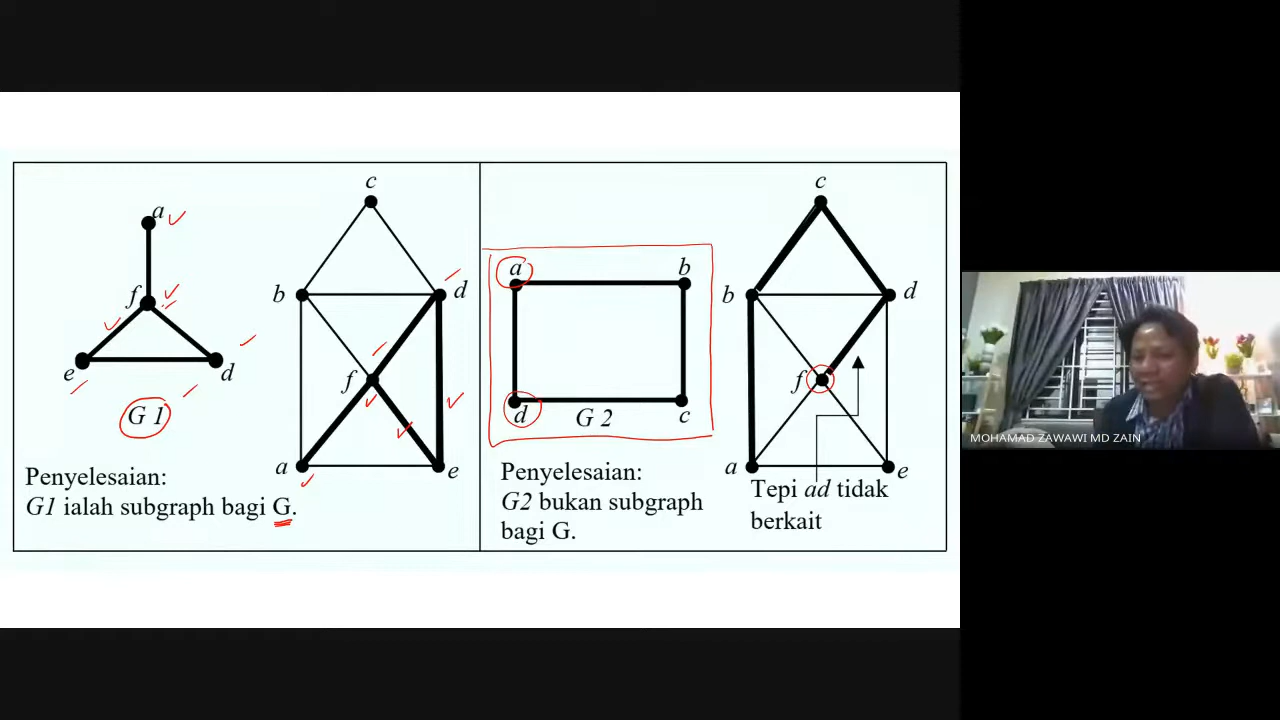 a
f
e
d
G 1
Penyelesaian:
G1 ialah subgraph bagi G.
c
b
d
f
a
e
a
b
d
c
G 2
Penyelesaian:
G2 bukan subgraph
bagi G.
c
b
d
f
a
e
Tepi ad tidak
berkait
MOHAMAD ZAWAWI MD ZAIN